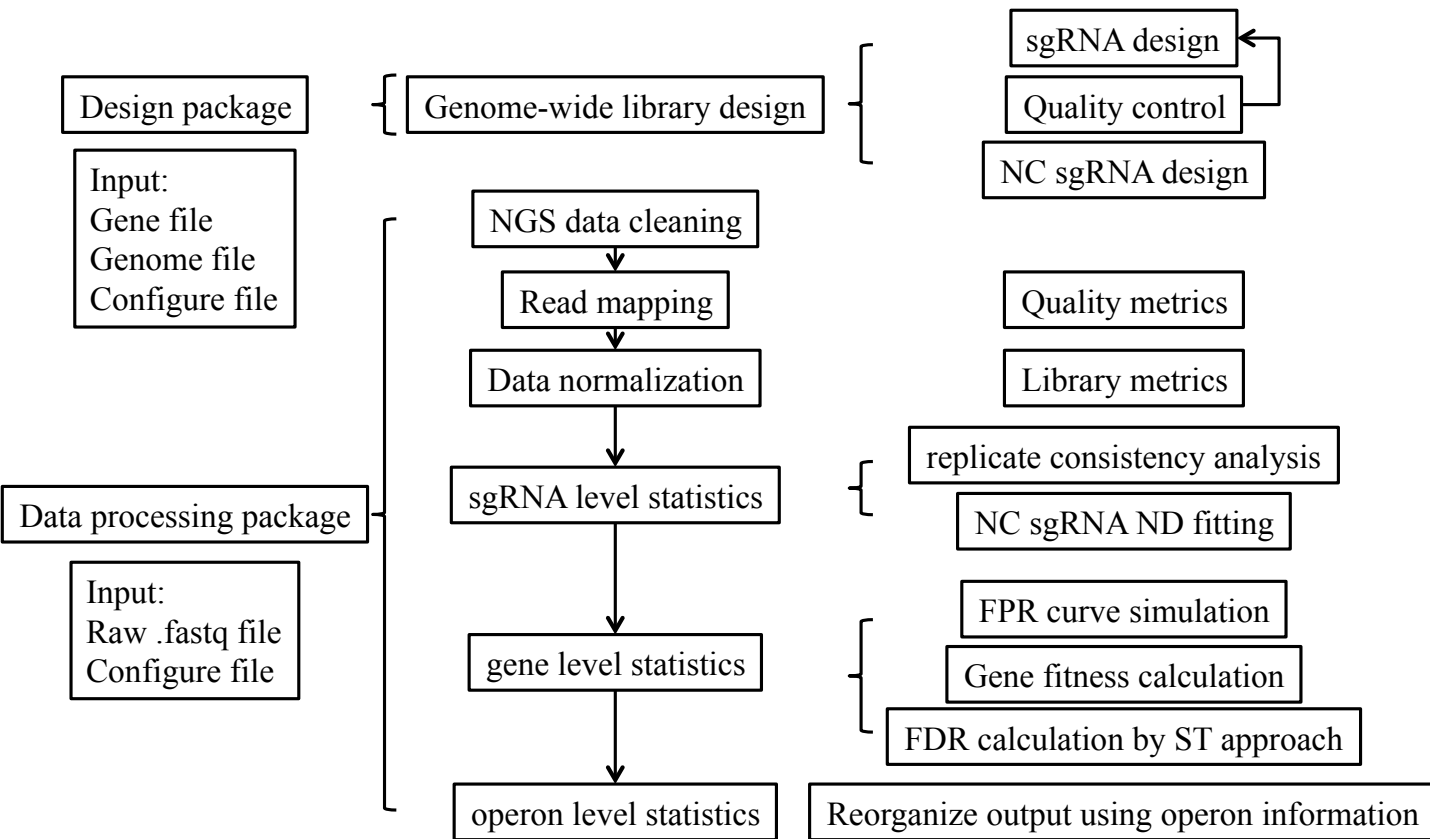 sgRNA design
Design package
Genome-wide library design
Quality control
NC sgRNA design
Input:
Gene file
Genome file
Configure file
NGS data cleaning
Read mapping
Quality metrics
Data normalization
Library metrics
replicate consistency analysis
Data processing package
sgRNA level statistics
NC sgRNA ND fitting
Input:
Raw .fastq file
Configure file
FPR curve simulation
gene level statistics
Gene fitness calculation
FDR calculation by ST approach
operon level statistics
Reorganize output using operon information